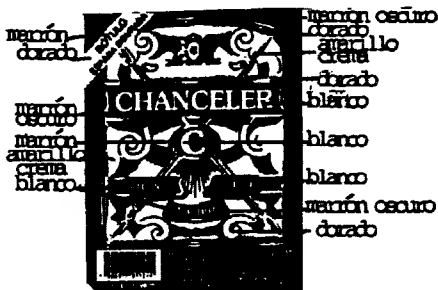 marrón
dorado
RÓTULO
marrón oscuro
dorado
amarillo
crema
dorado
CHANCELER
blanco
marrón
oscuro
marrón
amarillo
crema
blanco
C
blanco
blanco
marrón oscuro
dorado